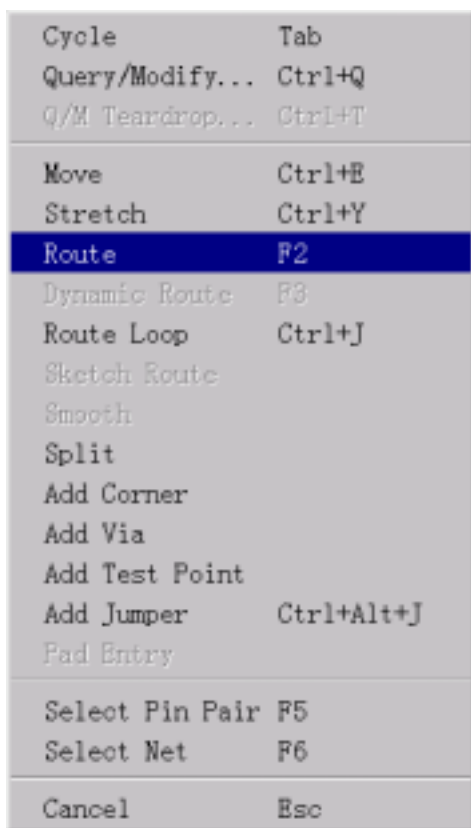 Cycle Tab
Query/Modify... Ctrl+Q
Q/M Teardrop... Ctrl+T
Move Ctrl+E
Stretch Ctrl+Y
Route F2
Dynamic Route F3
Route Loop Ctrl+J
Sketch Route
Smooth
Split
Add Corner
Add Via
Add Test Point
Add Jumper Ctrl+Alt+J
Pad Entry
Select Pin Pair F5
Select Net F6
Cancel Esc